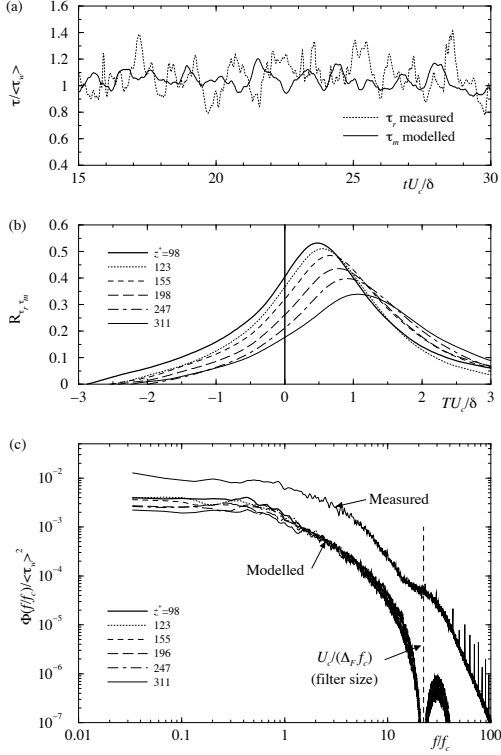 (a)
1.6
1.4
1.2
1
0.8
0.6
0.4
τ/<τw>
τr measured
τm modelled
15 20 25 30
tUc/δ
(b)
0.6
0.5
0.4
0.3
0.2
0.1
0
Rτr τm
z+=98
123
155
198
247
311
−3 −2 −1 0 1 2 3
TUc/δ
(c)
10−2
10−3
10−4
10−5
10−6
10−7
Φ(f/fc)/<τw>2
Measured
Modelled
z+=98
123
155
196
247
311
Uc/(ΔF fc)
(filter size)
0.01 0.1 1 10 100
f/fc